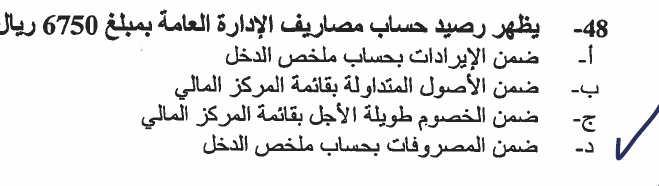 48- يظهر رصيد حساب مصاريف الإدارة العامة بمبلغ 6750 ريال
أ- ضمن الإيرادات بحساب ملخص الدخل
ب- ضمن الأصول المتداولة بقائمة المركز المالي
ج- ضمن الخصوم طويلة الأجل بقائمة المركز المالي
د- ضمن المصروفات بحساب ملخص الدخل